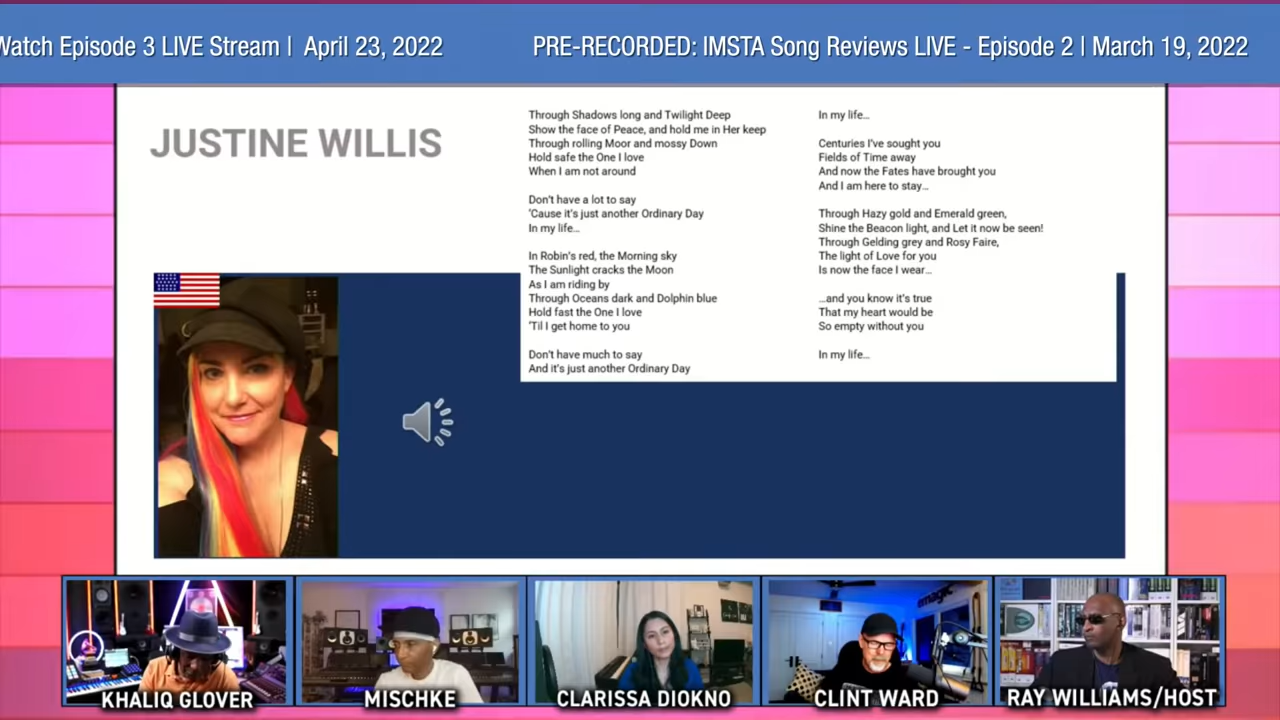 Watch Episode 3 LIVE Stream | April 23, 2022
PRE-RECORDED: IMSTA Song Reviews LIVE - Episode 2 | March 19, 2022
JUSTINE WILLIS
Through Shadows long and Twilight Deep
Show the face of Peace, and hold me in Her keep
Through rolling Moor and mossy Down
Hold safe the One I love
When I am not around
Don't have a lot to say
'Cause it's just another Ordinary Day
In my life…
In Robin's red, the Morning sky
The Sunlight cracks the Moon
As I am riding by
Through Oceans dark and Dolphin blue
Hold fast the One I love
'Til I get home to you
Don't have much to say
And it's just another Ordinary Day
In my life…
Centuries I've sought you
Fields of Time away
And now the Fates have brought you
And I am here to stay…
Through Hazy gold and Emerald green,
Shine the Beacon light, and Let it now be seen!
Through Gelding grey and Rosy Faire,
The light of Love for you
Is now the face I wear…
…and you know it's true
That my heart would be
So empty without you
In my life…
KHALIQ GLOVER
MISCHKE
CLARISSA DIOKNO
CLINT WARD
RAY WILLIAMS/HOST